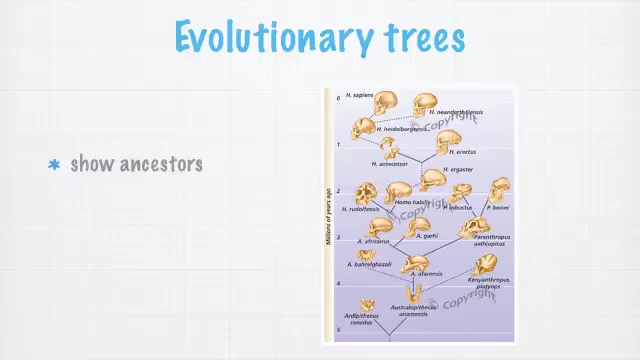 Evolutionary trees
* show ancestors
0
H. sapiens
H. neanderthalensis
© Copyright
H. heidelbergensis
1
H. erectus
H. antecessor
H. ergaster
2
Homo habilis
H. rudolfensis
© Copyright
P. robustus
P. boisei
Millions of years ago
3
A. africanus
A. garhi
Paranthropus
aethiopicus
A. bahrelghazali
A. afarensis
Kenyanthropus
platyops
4
Australopithecus
anamensis
© Copyright
Ardipithecus
ramidus
5